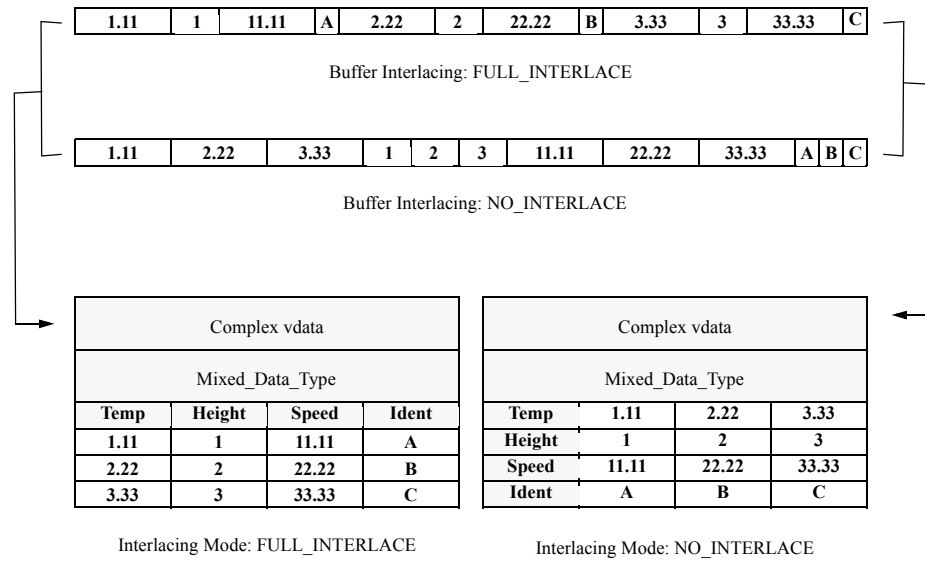 1.11 1 11.11 A 2.22 2 22.22 B 3.33 3 33.33 C
Buffer Interlacing: FULL_INTERLACE
1.11 2.22 3.33 1 2 3 11.11 22.22 33.33 A B C
Buffer Interlacing: NO_INTERLACE
Complex vdata
Mixed_Data_Type
Temp Height Speed Ident
1.11 1 11.11 A
2.22 2 22.22 B
3.33 3 33.33 C
Interlacing Mode: FULL_INTERLACE
Complex vdata
Mixed_Data_Type
Temp 1.11 2.22 3.33
Height 1 2 3
Speed 11.11 22.22 33.33
Ident A B C
Interlacing Mode: NO_INTERLACE